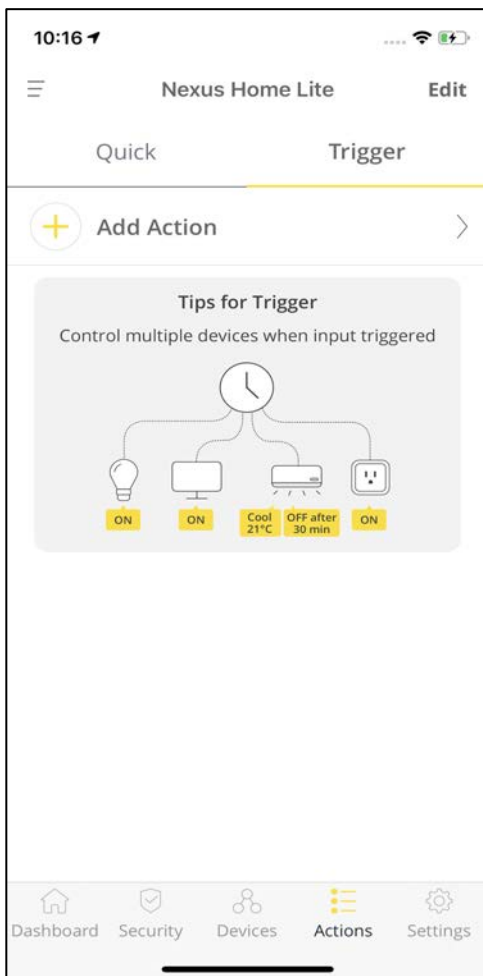 10:16
Nexus Home Lite Edit
Quick Trigger
Add Action
Tips for Trigger
Control multiple devices when input triggered
ON ON Cool OFF after ON
21°C 30 min
Dashboard Security Devices Actions Settings